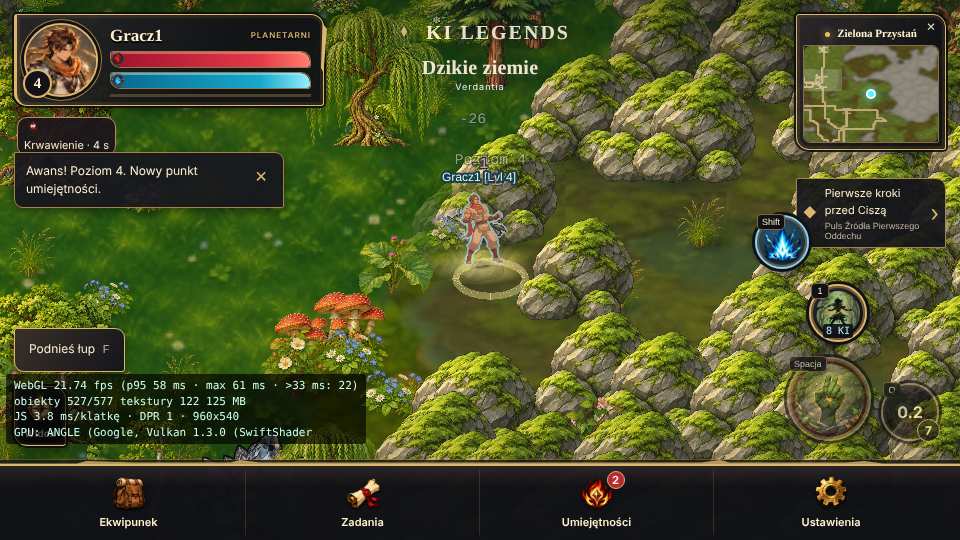 Gracz1
PLANETARNI
4
KI LEGENDS
Dzikie ziemie
Verdantia
-26
Zielona Przystań
×
Krwawienie · 4 s
Awans! Poziom 4. Nowy punkt
umiejętności.
×
Gracz1 [Lvl 4]
Pierwsze kroki
przed Ciszą
Puls Źródła Pierwszego
Oddechu
Shift
1
8 KI
Spacja
0.2
7
Podnieś łup F
WebGL 21.74 fps (p95 58 ms · max 61 ms · >33 ms: 22)
obiekty 527/577 tekstury 122 125 MB
JS 3.8 ms/klatkę · DPR 1 · 960x540
GPU: ANGLE (Google, Vulkan 1.3.0 (SwiftShader
Ekwipunek
Zadania
2
Umiejętności
Ustawienia